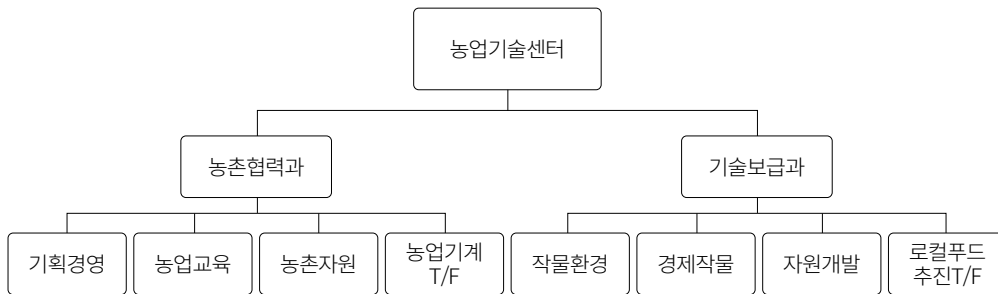 농업기술센터
농촌협력과
기술보급과
기획경영
농업교육
농촌자원
농업기계
T/F
작물환경
경제작물
자원개발
로컬푸드
추진T/F